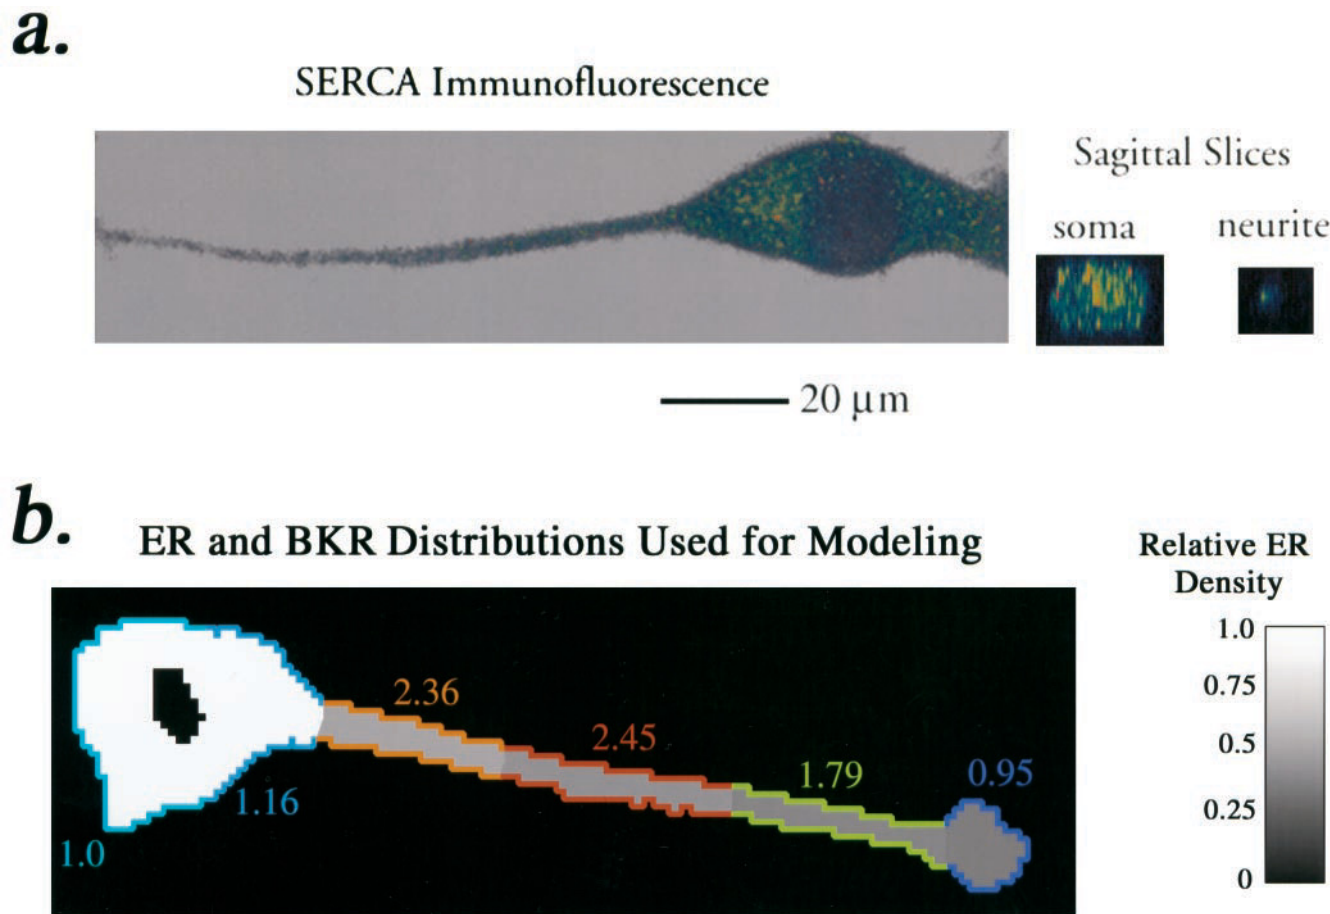 a.
SERCA Immunofluorescence
Sagittal Slices
soma neurite
20 μm
b.
ER and BKR Distributions Used for Modeling
Relative ER
Density
1.0
0.75
0.5
0.25
0
2.36
2.45
1.79
0.95
1.16
1.0